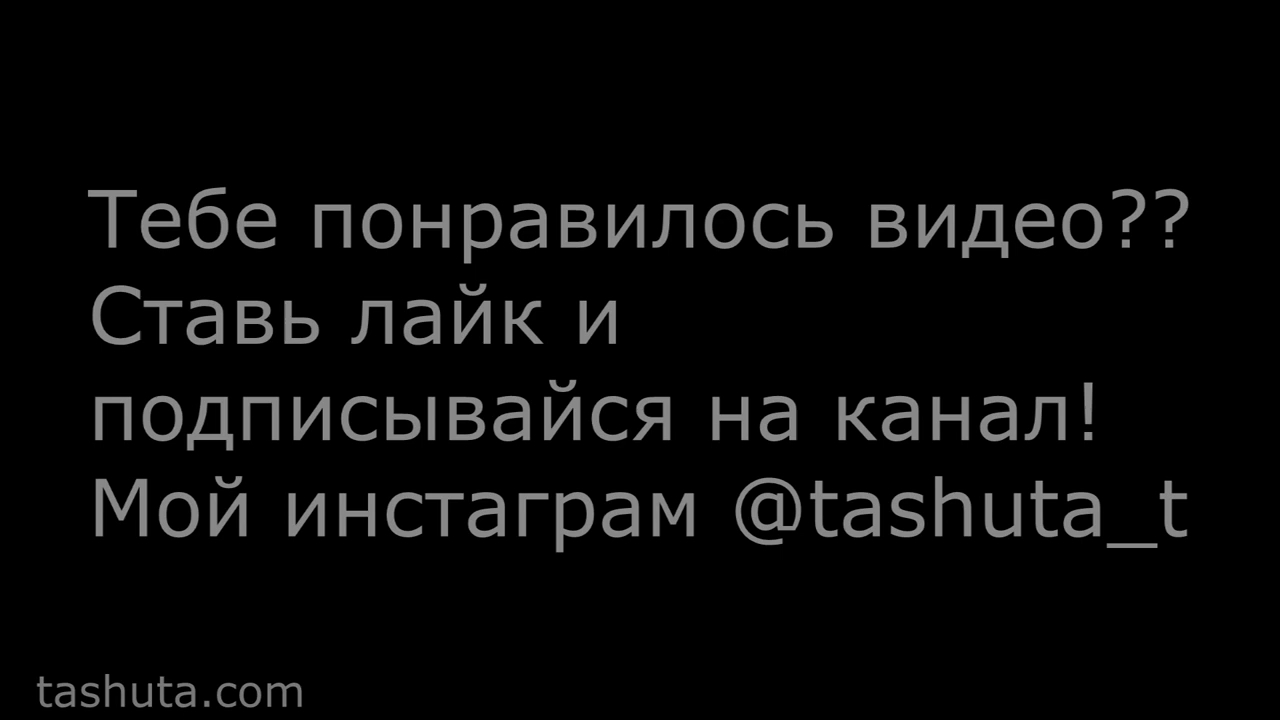 Тебе понравилось видео??
Ставь лайк и
подписывайся на канал!
Мой инстаграм @tashuta_t
tashuta.com